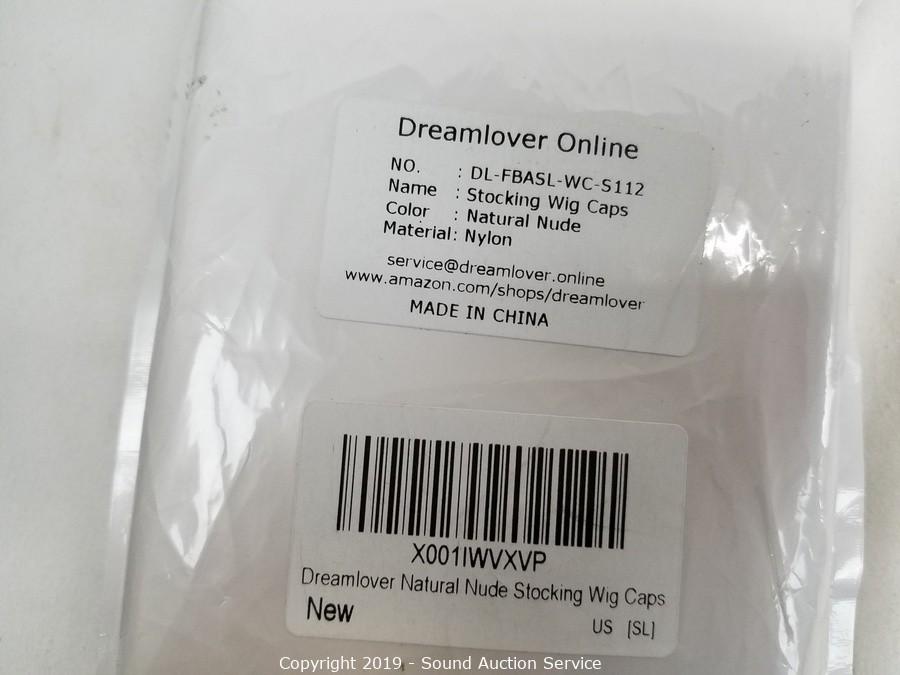 Dreamlover Online
NO. : DL-FBASL-WC-S112
Name : Stocking Wig Caps
Color : Natural Nude
Material: Nylon
service@dreamlover.online
www.amazon.com/shops/dreamlover
MADE IN CHINA
X001IWVXVP
Dreamlover Natural Nude Stocking Wig Caps
New
US [SL]
Copyright 2019 - Sound Auction Service